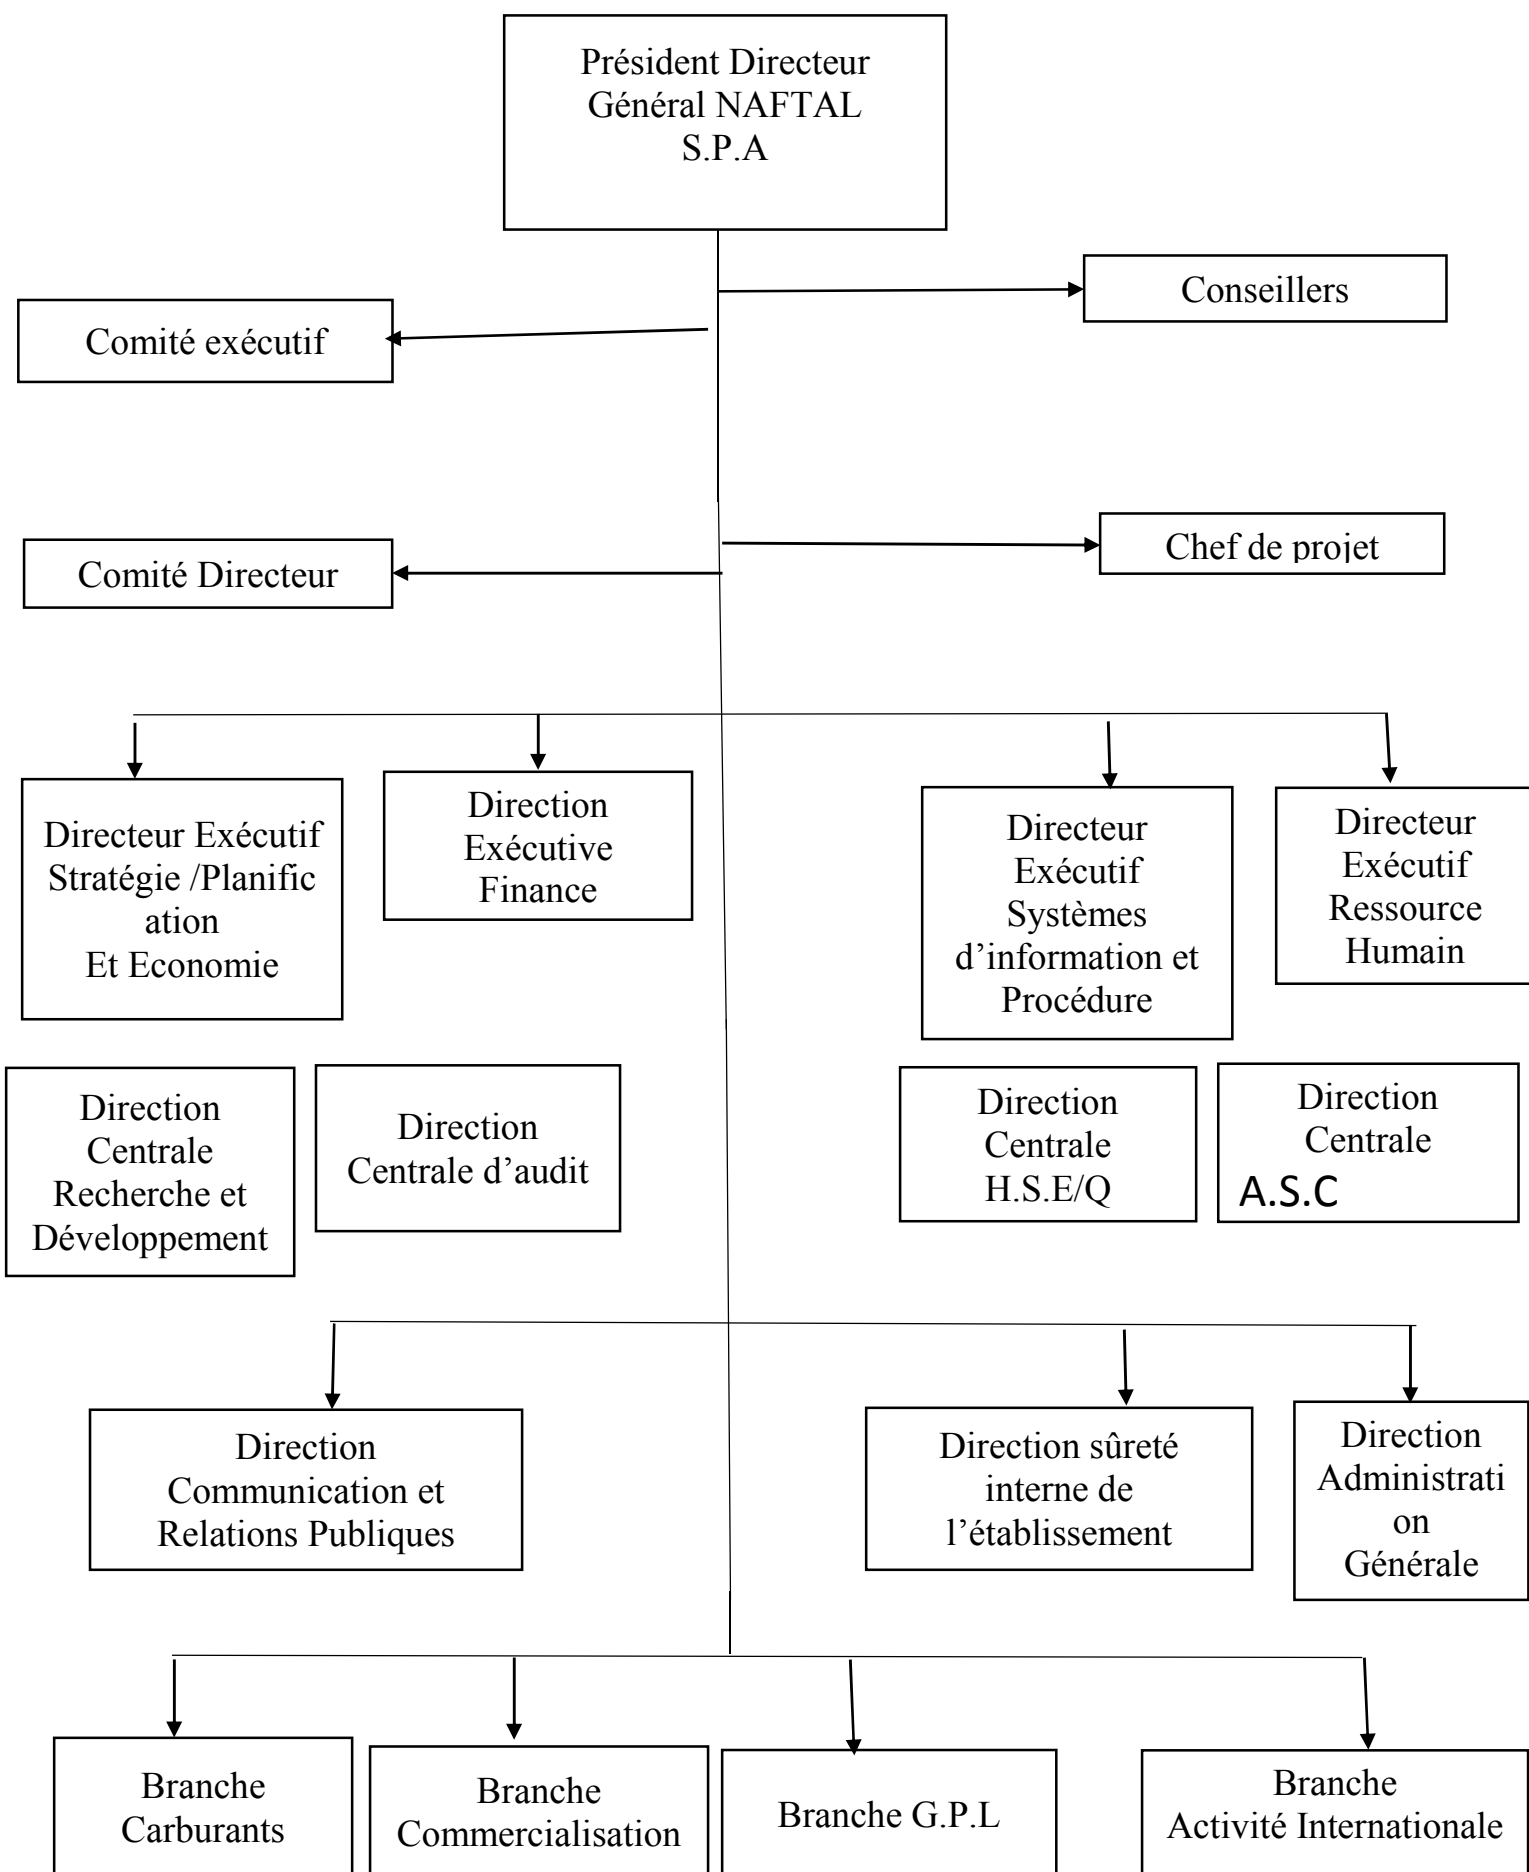 Président Directeur
Général NAFTAL
S.P.A
Conseillers
Comité exécutif
Chef de projet
Comité Directeur
Directeur Exécutif
Stratégie /Planific
ation
Et Economie
Direction
Exécutive
Finance
Directeur
Exécutif
Systèmes
d’information et
Procédure
Directeur
Exécutif
Ressource
Humain
Direction
Centrale
Recherche et
Développement
Direction
Centrale d’audit
Direction
Centrale
H.S.E/Q
Direction
Centrale
A.S.C
Direction
Communication et
Relations Publiques
Direction sûreté
interne de
l’établissement
Direction
Administrati
on
Générale
Branche
Carburants
Branche
Commercialisation
Branche G.P.L
Branche
Activité Internationale